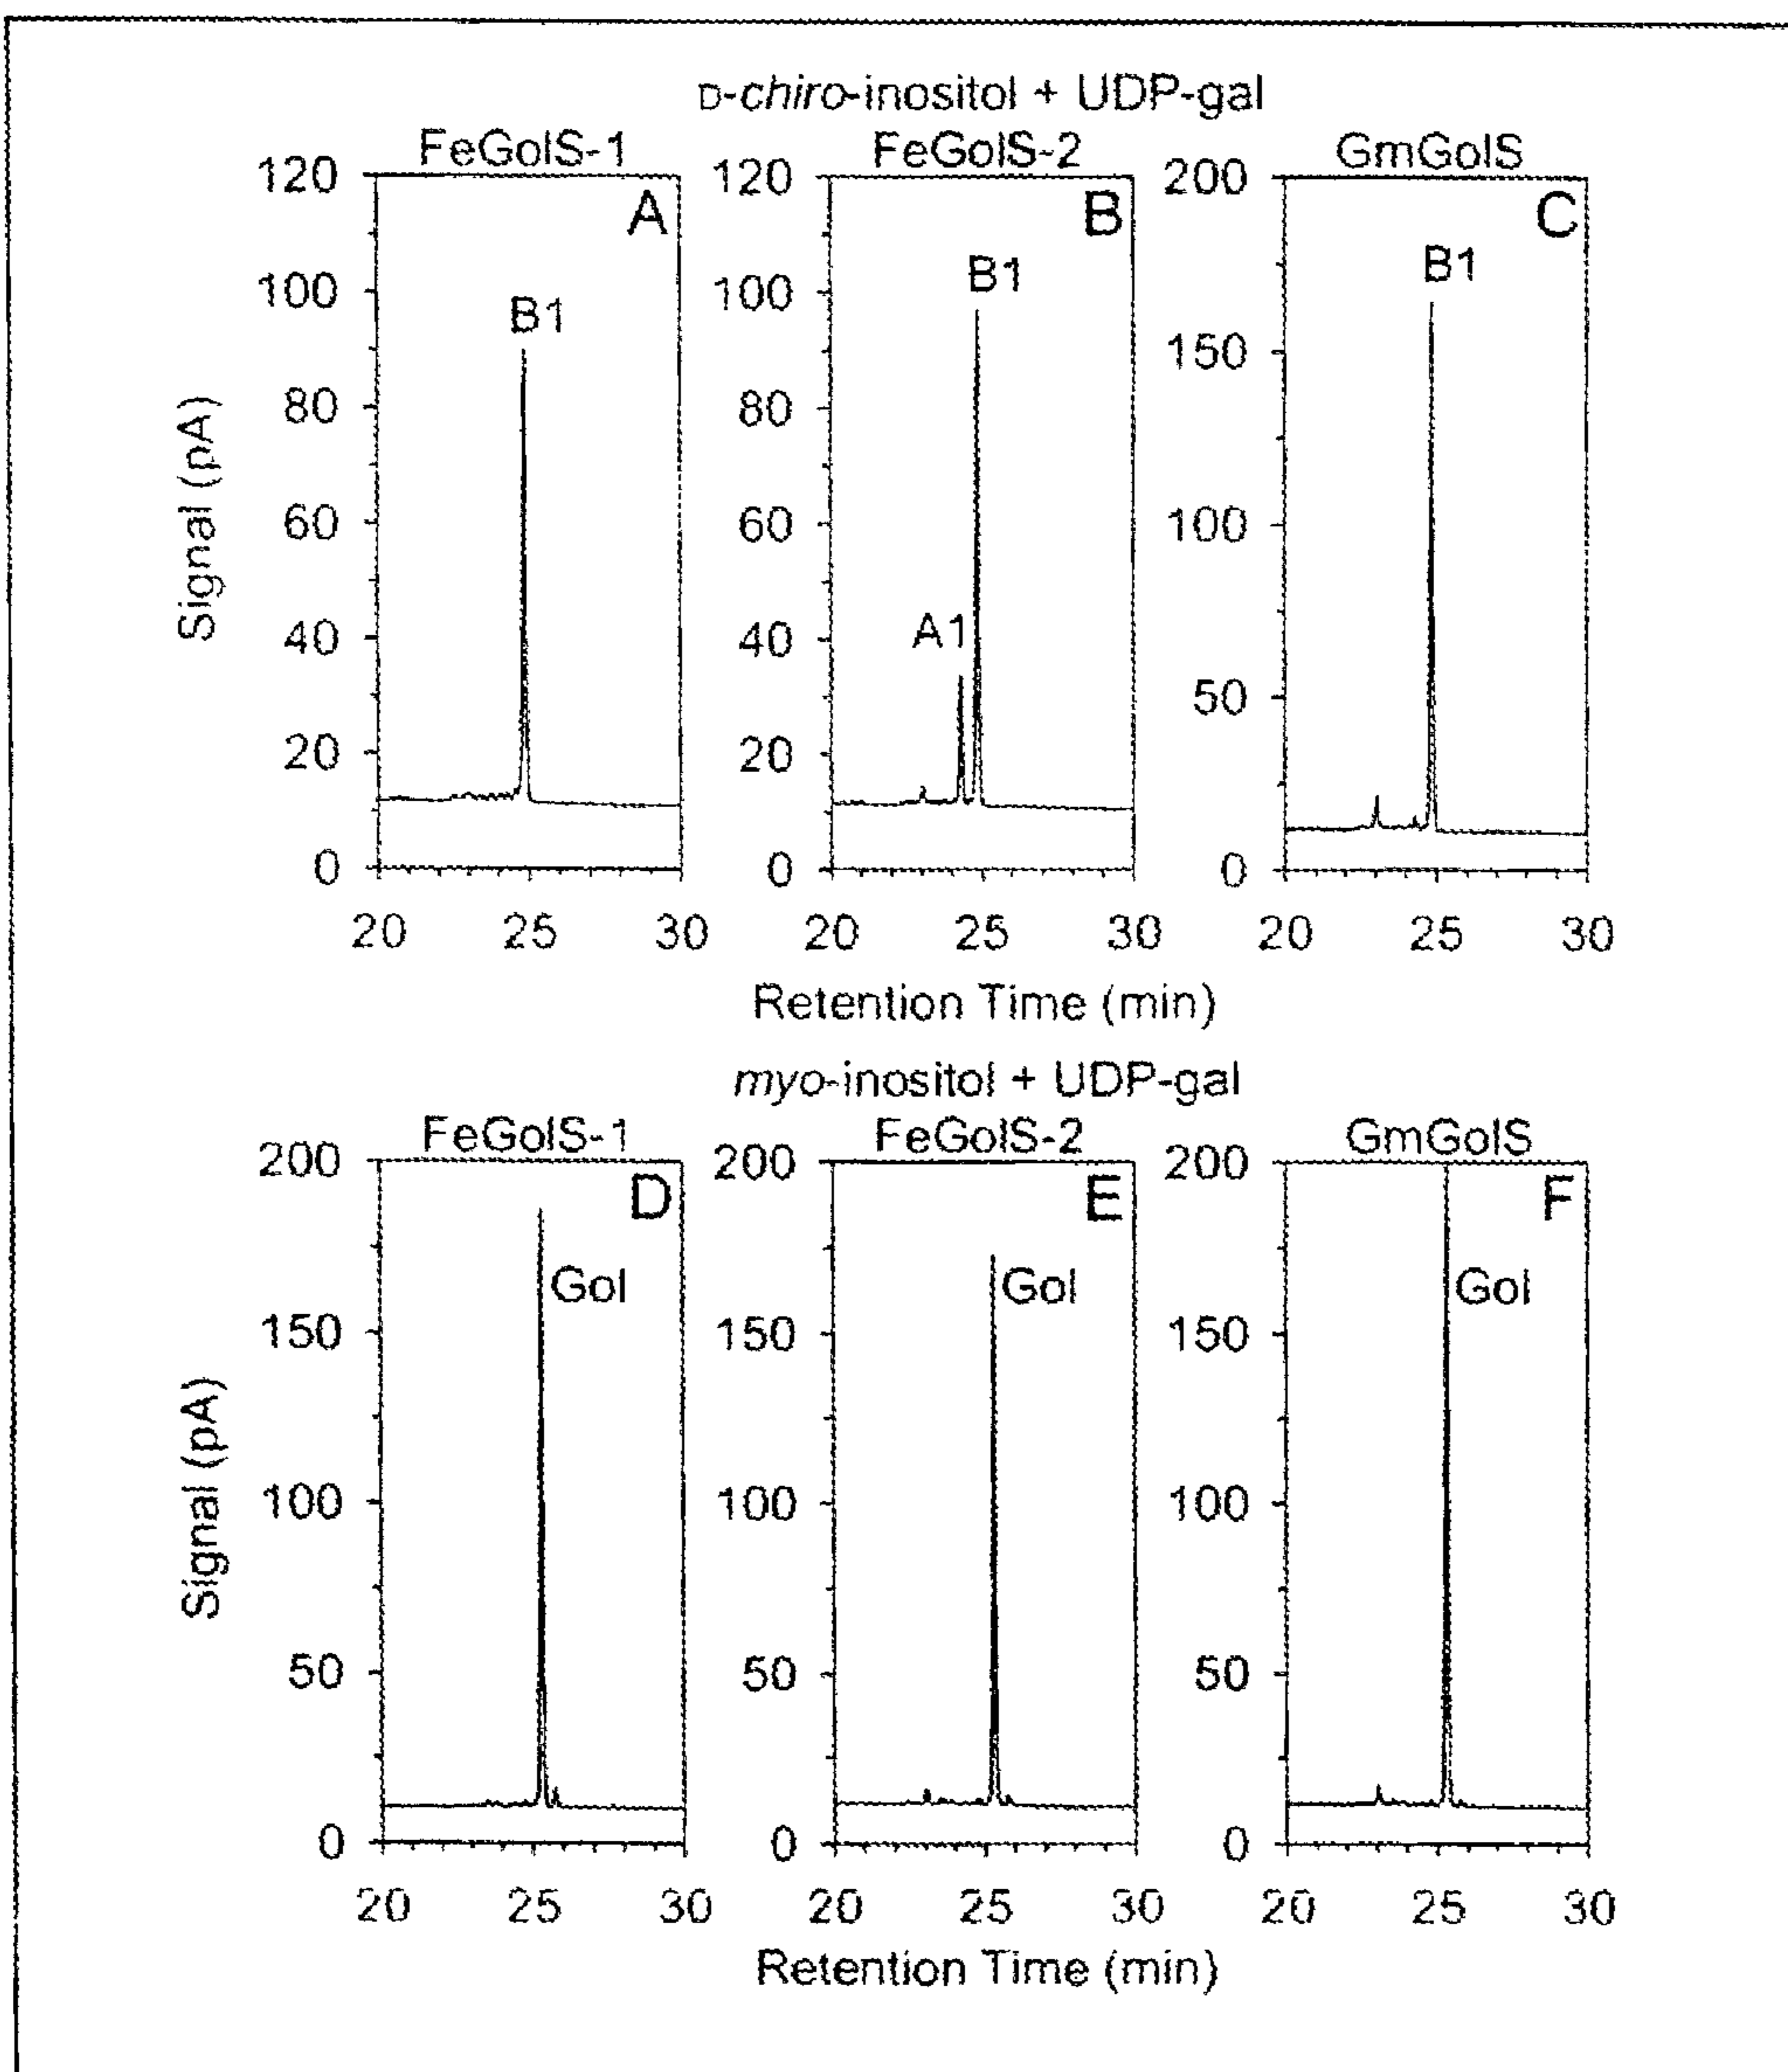 D-chiro-inositol + UDP-gal
FeGolS-1 FeGolS-2 GmGolS
120 120 200
A B C
B1 B1 B1
100 100 150
80 80 100
60 60
A1
40 40 50
20 20
0 0 0
Signal (pA)
20 25 30 20 25 30 20 25 30
Retention Time (min)
myo-inositol + UDP-gal
FeGolS-1 FeGolS-2 GmGolS
200 200 200
D E F
Gol Gol Gol
150 150 150
100 100 100
50 50 50
0 0 0
Signal (pA)
20 25 30 20 25 30 20 25 30
Retention Time (min)